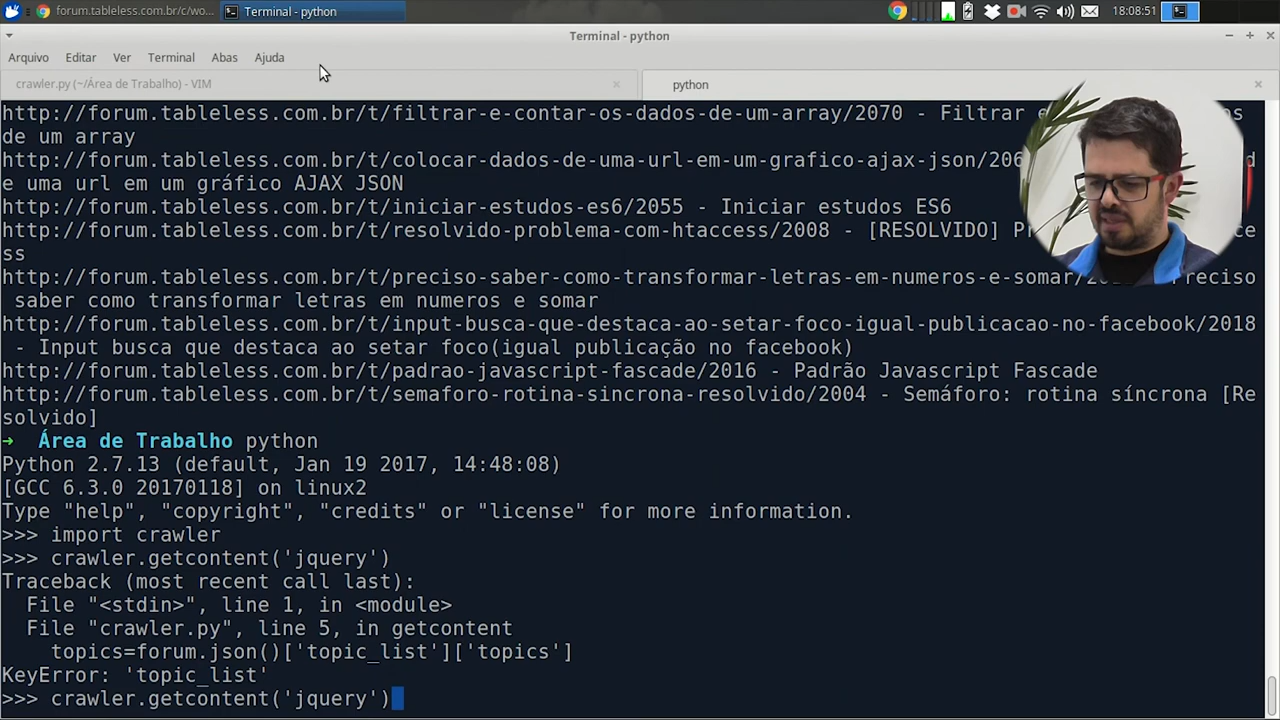 forum.tableless.com.br/c/wo...
Terminal - python
18:08:51
Terminal - python
Arquivo Editar Ver Terminal Abas Ajuda
crawler.py (~/Área de Trabalho) - VIM
python
http://forum.tableless.com.br/t/filtrar-e-contar-os-dados-de-um-array/2070 - Filtrar e os
de um array
http://forum.tableless.com.br/t/colocar-dados-de-uma-url-em-um-grafico-ajax-json/206 d
e uma url em um gráfico AJAX JSON
http://forum.tableless.com.br/t/iniciar-estudos-es6/2055 - Iniciar estudos ES6
http://forum.tableless.com.br/t/resolvido-problema-com-htaccess/2008 - [RESOLVIDO] P ce
ss
http://forum.tableless.com.br/t/preciso-saber-como-transformar-letras-em-numeros-e-somar/ Preciso
saber como transformar letras em numeros e somar
http://forum.tableless.com.br/t/input-busca-que-destaca-ao-setar-foco-igual-publicacao-no-facebook/2018
- Input busca que destaca ao setar foco(igual publicação no facebook)
http://forum.tableless.com.br/t/padrao-javascript-fascade/2016 - Padrão Javascript Fascade
http://forum.tableless.com.br/t/semaforo-rotina-sincrona-resolvido/2004 - Semáforo: rotina síncrona [Re
solvido]
➜ Área de Trabalho python
Python 2.7.13 (default, Jan 19 2017, 14:48:08)
[GCC 6.3.0 20170118] on linux2
Type "help", "copyright", "credits" or "license" for more information.
>>> import crawler
>>> crawler.getcontent('jquery')
Traceback (most recent call last):
File "<stdin>", line 1, in <module>
File "crawler.py", line 5, in getcontent
topics=forum.json()['topic_list']['topics']
KeyError: 'topic_list'
>>> crawler.getcontent('jquery')